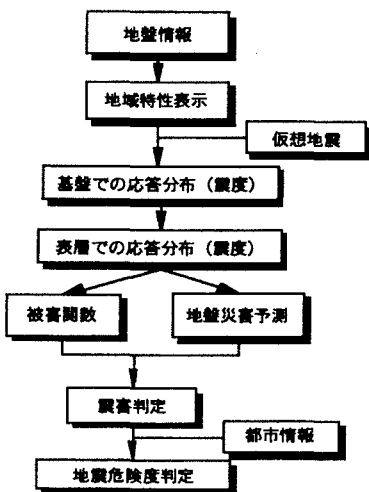 地盤情報
地域特性表示
仮想地震
基盤での応答分布（震度）
表層での応答分布（震度）
被害関数
地盤災害予測
震害判定
都市情報
地震危険度判定